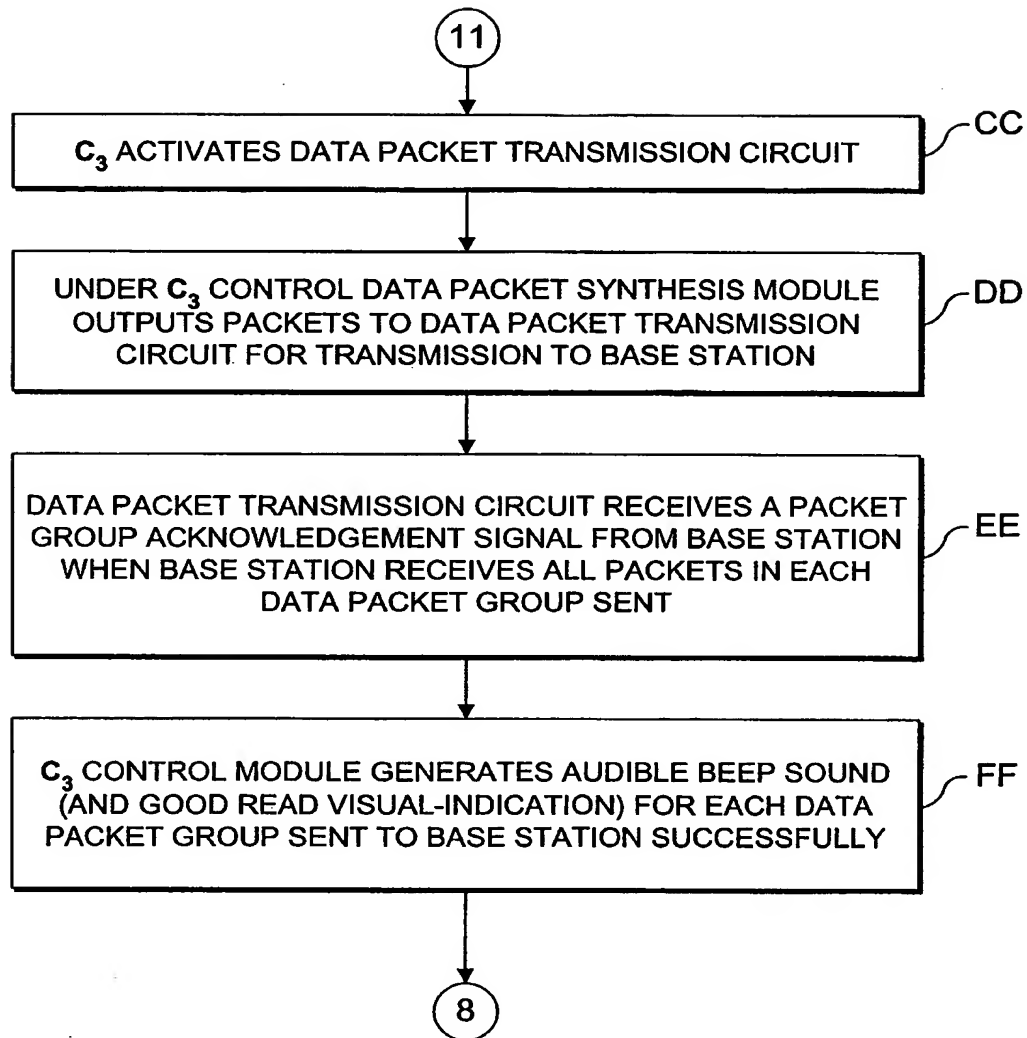 11
C3 ACTIVATES DATA PACKET TRANSMISSION CIRCUIT
CC
UNDER C3 CONTROL DATA PACKET SYNTHESIS MODULE
OUTPUTS PACKETS TO DATA PACKET TRANSMISSION
CIRCUIT FOR TRANSMISSION TO BASE STATION
DD
DATA PACKET TRANSMISSION CIRCUIT RECEIVES A PACKET
GROUP ACKNOWLEDGEMENT SIGNAL FROM BASE STATION
WHEN BASE STATION RECEIVES ALL PACKETS IN EACH
DATA PACKET GROUP SENT
EE
C3 CONTROL MODULE GENERATES AUDIBLE BEEP SOUND
(AND GOOD READ VISUAL-INDICATION) FOR EACH DATA
PACKET GROUP SENT TO BASE STATION SUCCESSFULLY
FF
8